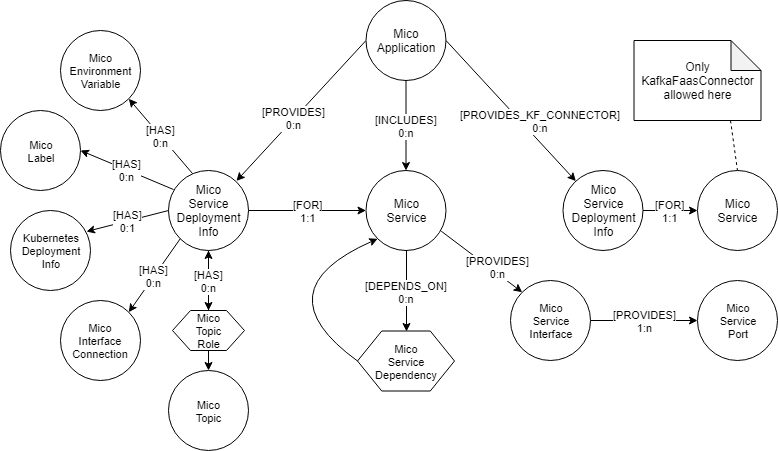 Mico
Application
Only
KafkaFaasConnector
allowed here
Mico
Environment
Variable
[PROVIDES]
0:n
[INCLUDES]
0:n
[PROVIDES_KF_CONNECTOR]
0:n
[HAS]
0:n
Mico
Label
[HAS]
0:n
Mico
Service
Deployment
Info
[FOR]
1:1
Mico
Service
Mico
Service
Deployment
Info
[FOR]
1:1
Mico
Service
Kubernetes
Deployment
Info
[HAS]
0:1
[HAS]
0:n
[HAS]
0:n
[DEPENDS_ON]
0:n
[PROVIDES]
0:n
Mico
Interface
Connection
Mico
Topic
Role
Mico
Service
Dependency
Mico
Service
Interface
[PROVIDES]
1:n
Mico
Service
Port
Mico
Topic